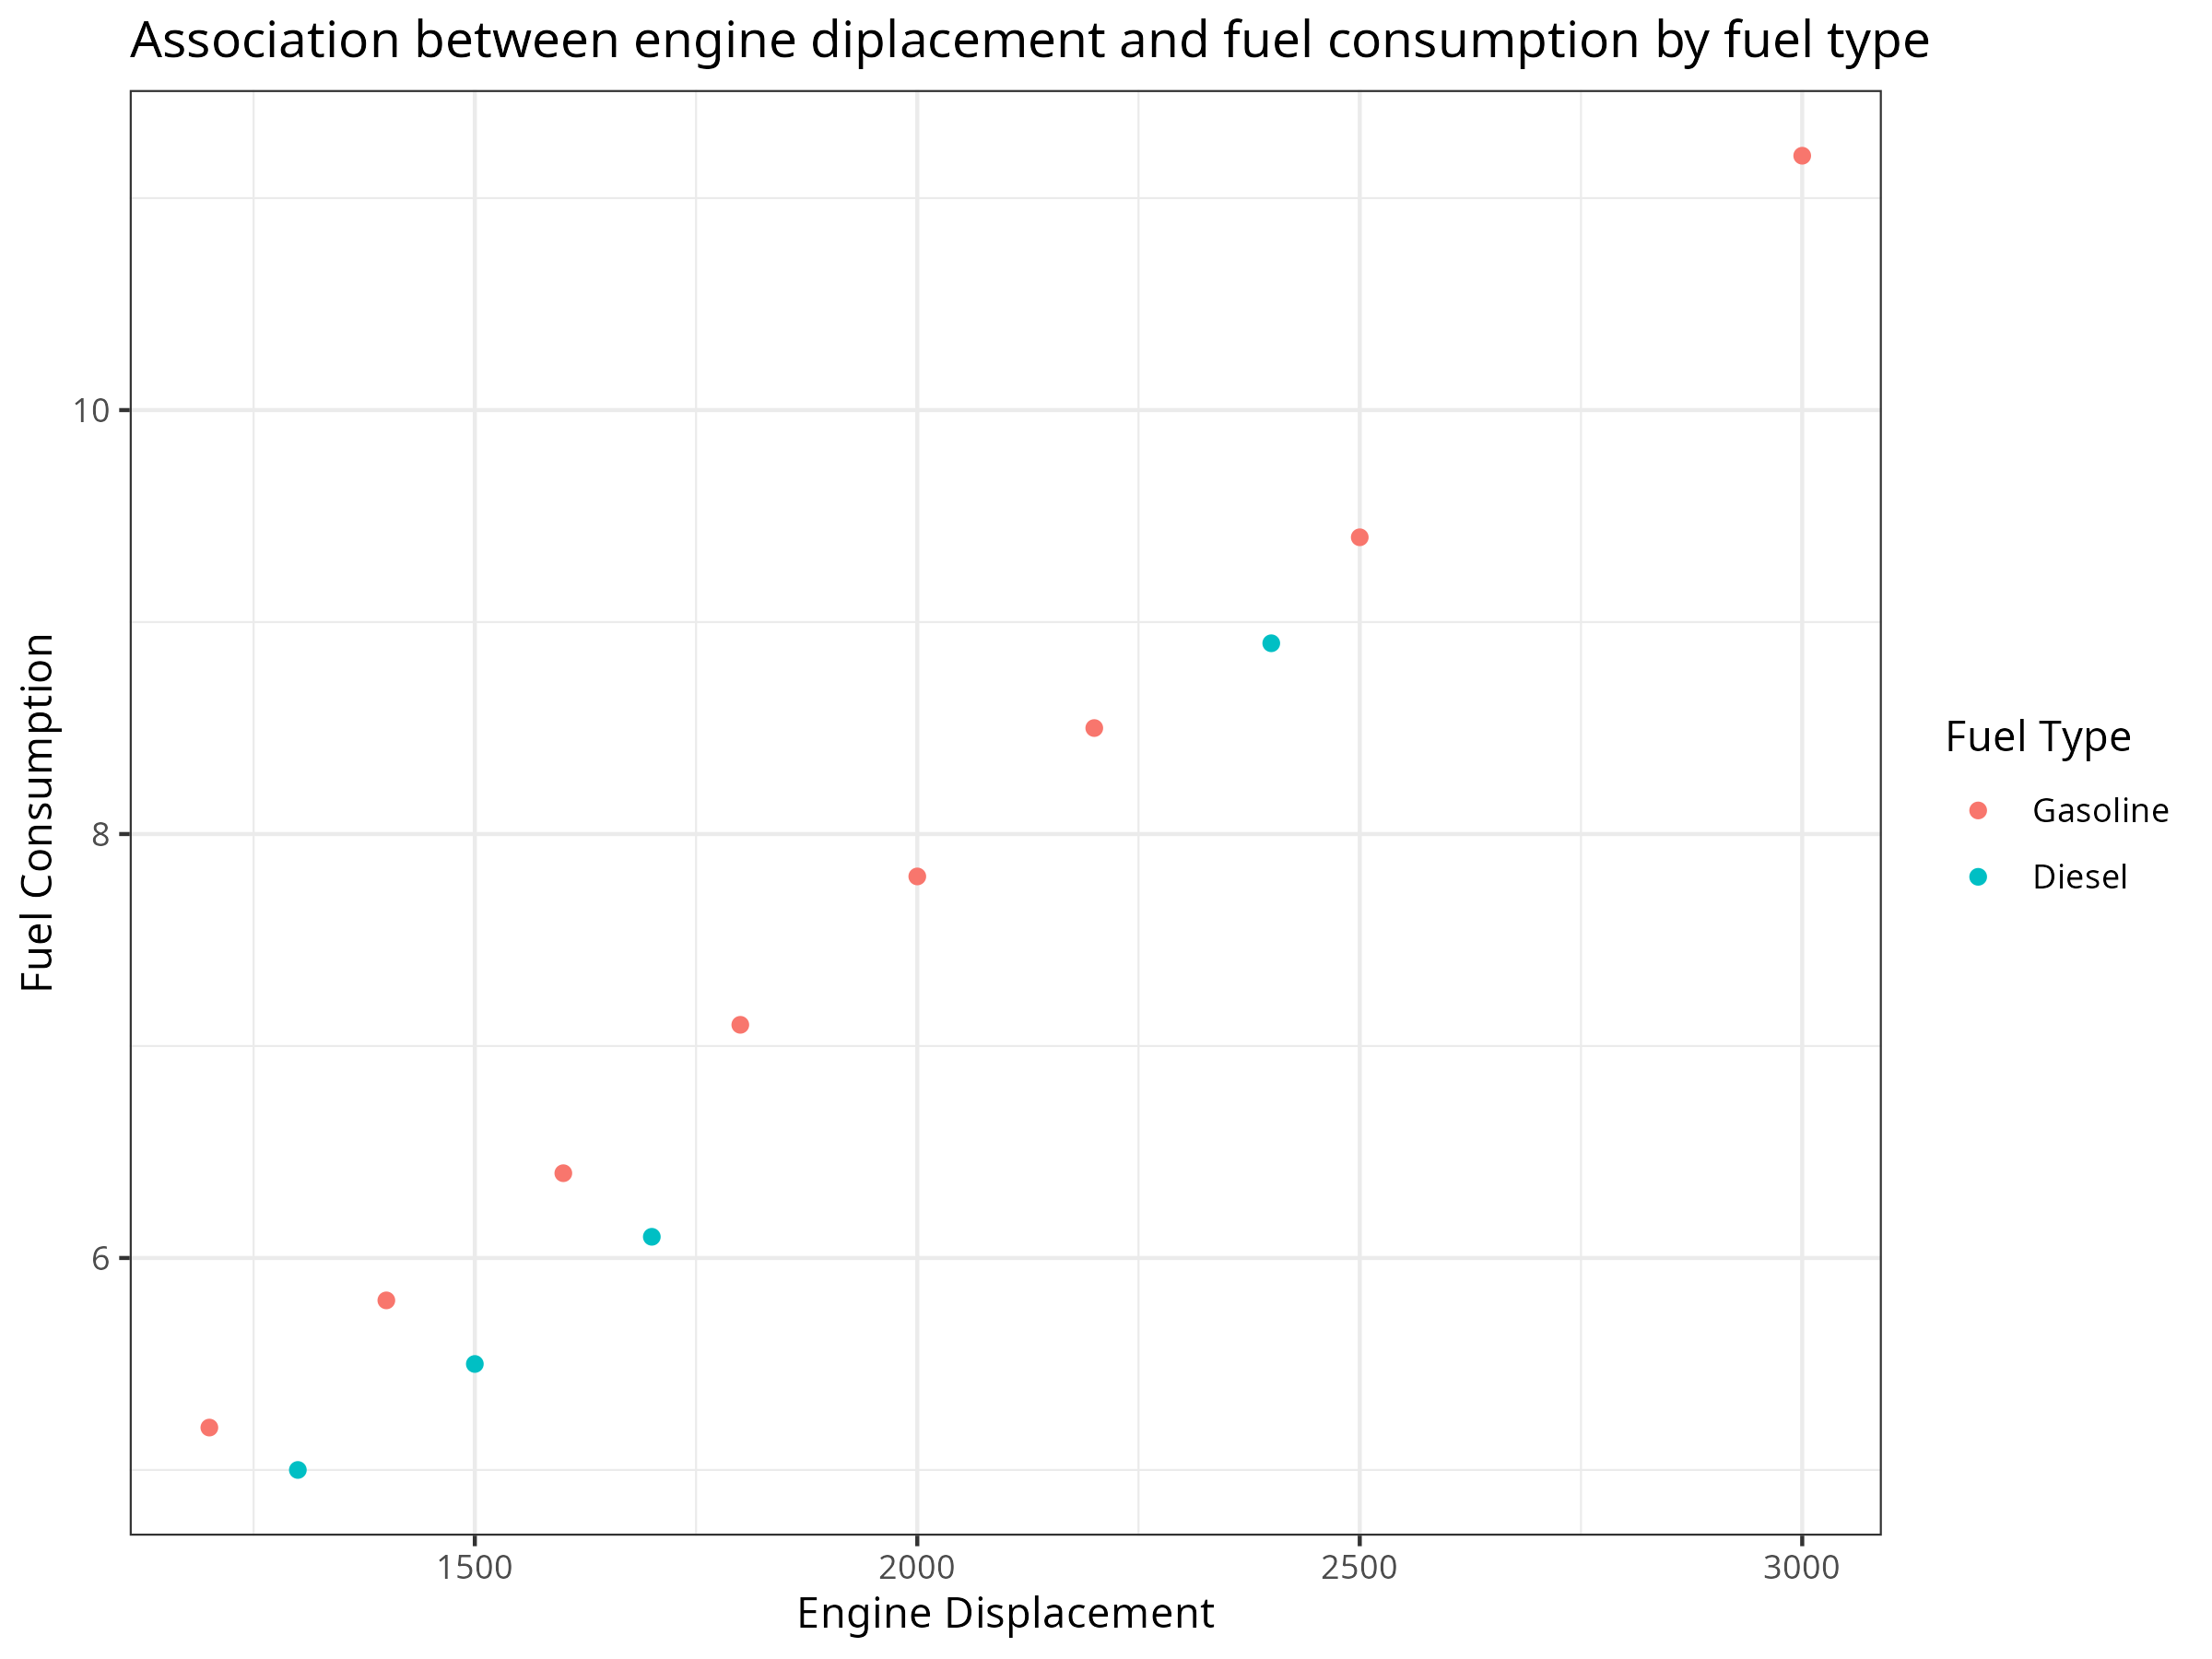 Association between engine diplacement and fuel consumption by fuel type
10
8
6
Fuel Consumption
1500 2000 2500 3000
Engine Displacement
Fuel Type
Gasoline
Diesel